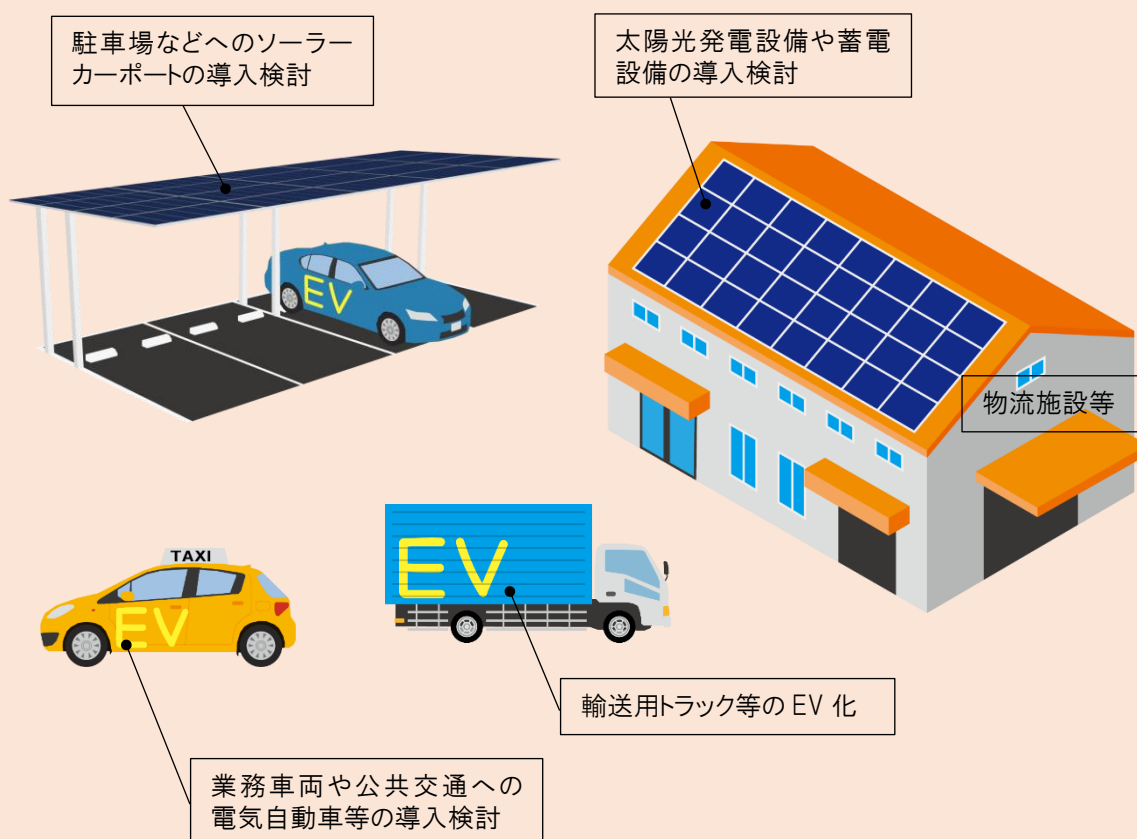 駐車場などへのソーラー
カーポートの導入検討
太陽光発電設備や蓄電
設備の導入検討
EV
物流施設等
TAXI
EV
EV
輸送用トラック等の EV 化
業務車両や公共交通への
電気自動車等の導入検討